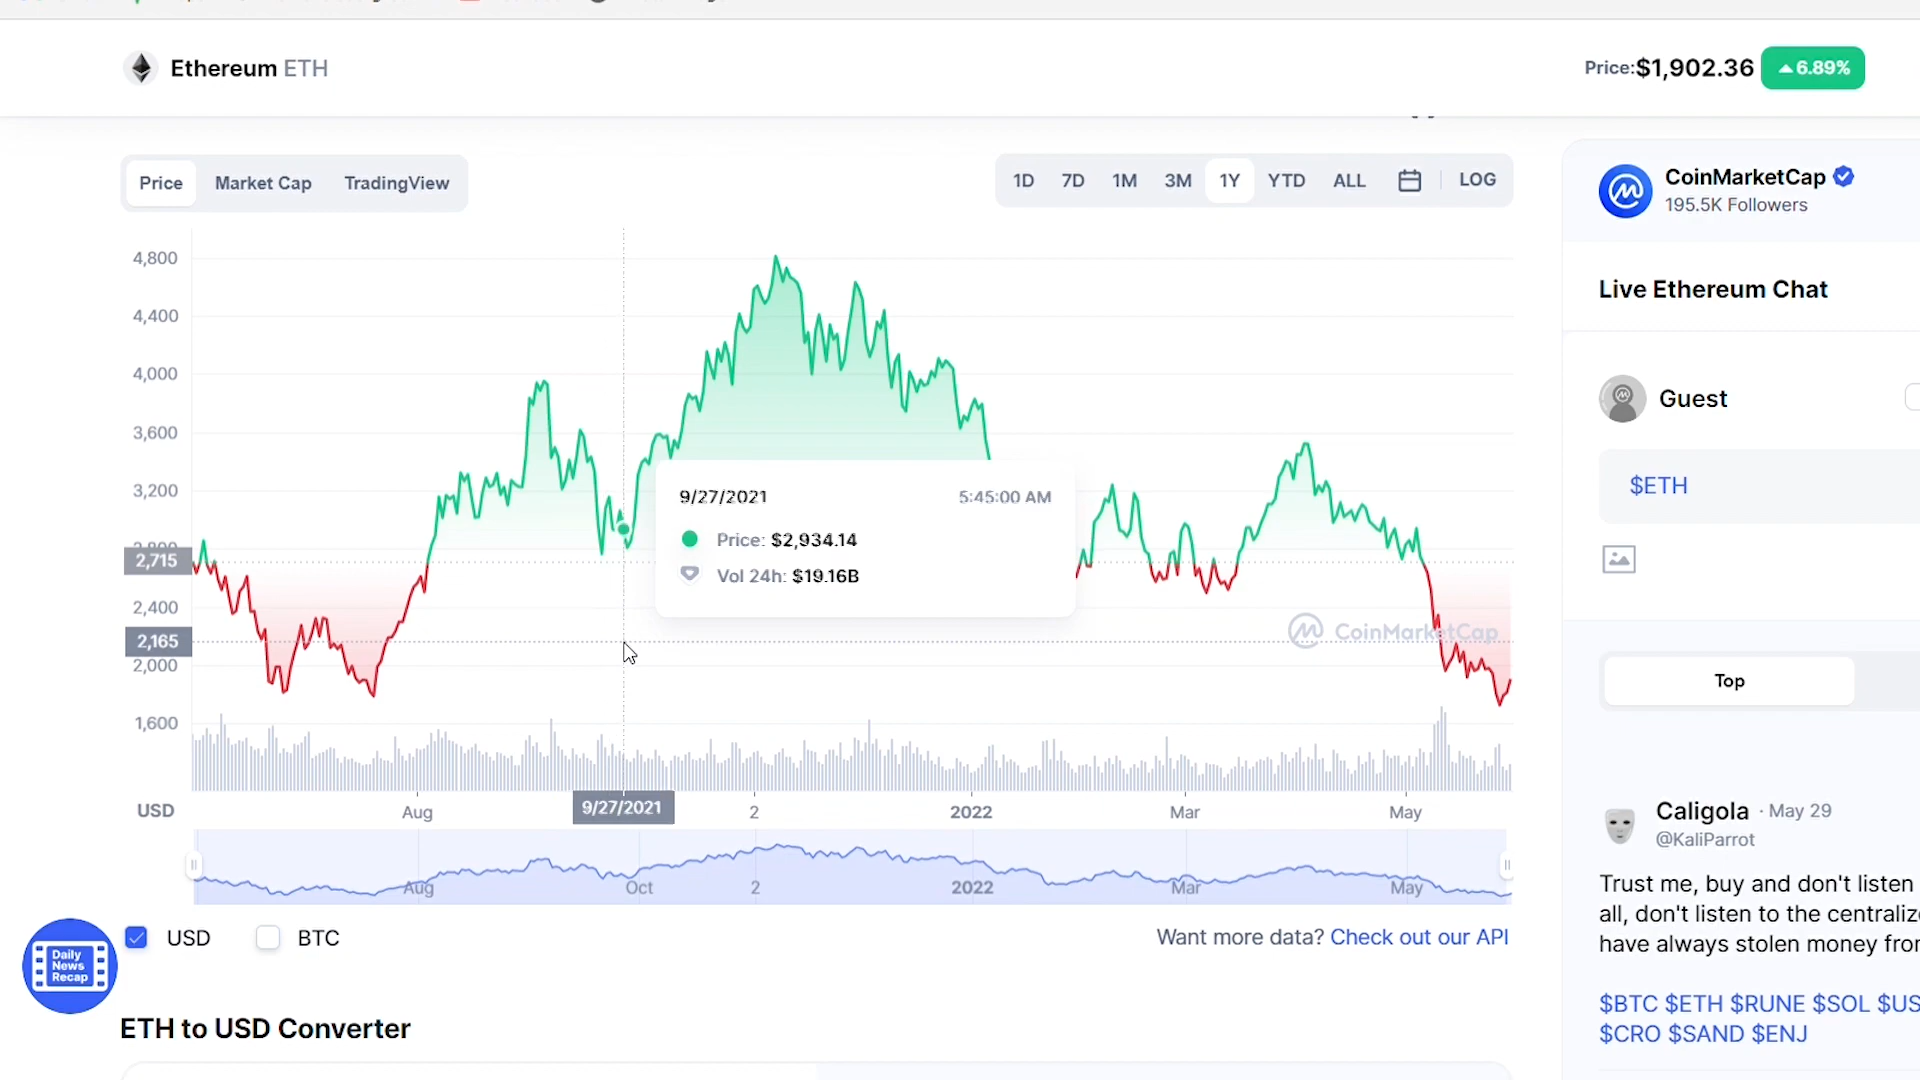 Ethereum ETH
Price:$1,902.36 6.89%
Price Market Cap TradingView
1D 7D 1M 3M 1Y YTD ALL LOG
CoinMarketCap
195.5K Followers
4,800
Live Ethereum Chat
4,400
4,000
Guest
3,600
3,200
$ETH
9/27/2021 5:45:00 AM
Price: $2,934.14
Vol 24h: $19.16B
2,715
2,400
2,165
CoinMarketCap
2,000
Top
1,600
USD Aug 9/27/2021 2 2022 Mar May
Caligola · May 29
@KaliParrot
Aug Oct 2 2022 Mar May
Trust me, buy and don't listen
all, don't listen to the centraliz
have always stolen money fro
Daily
News
Recap
USD BTC
Want more data? Check out our API
$BTC $ETH $RUNE $SOL $US
$CRO $SAND $ENJ
ETH to USD Converter